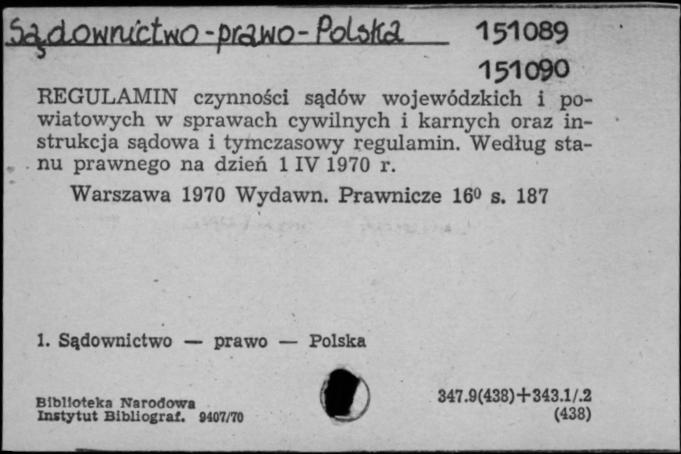 Sądownictwo - prawo - Polska 151089
151090
REGULAMIN czynności sądów wojewódzkich i po-
wiatowych w sprawach cywilnych i karnych oraz in-
strukcja sądowa i tymczasowy regulamin. Według sta-
nu prawnego na dzień 1 IV 1970 r.
Warszawa 1970 Wydawn. Prawnicze 16⁰ s. 187
1. Sądownictwo — prawo — Polska
Biblioteka Narodowa
Instytut Bibliograf. 9407/70
347.9(438)+343.1/.2
(438)